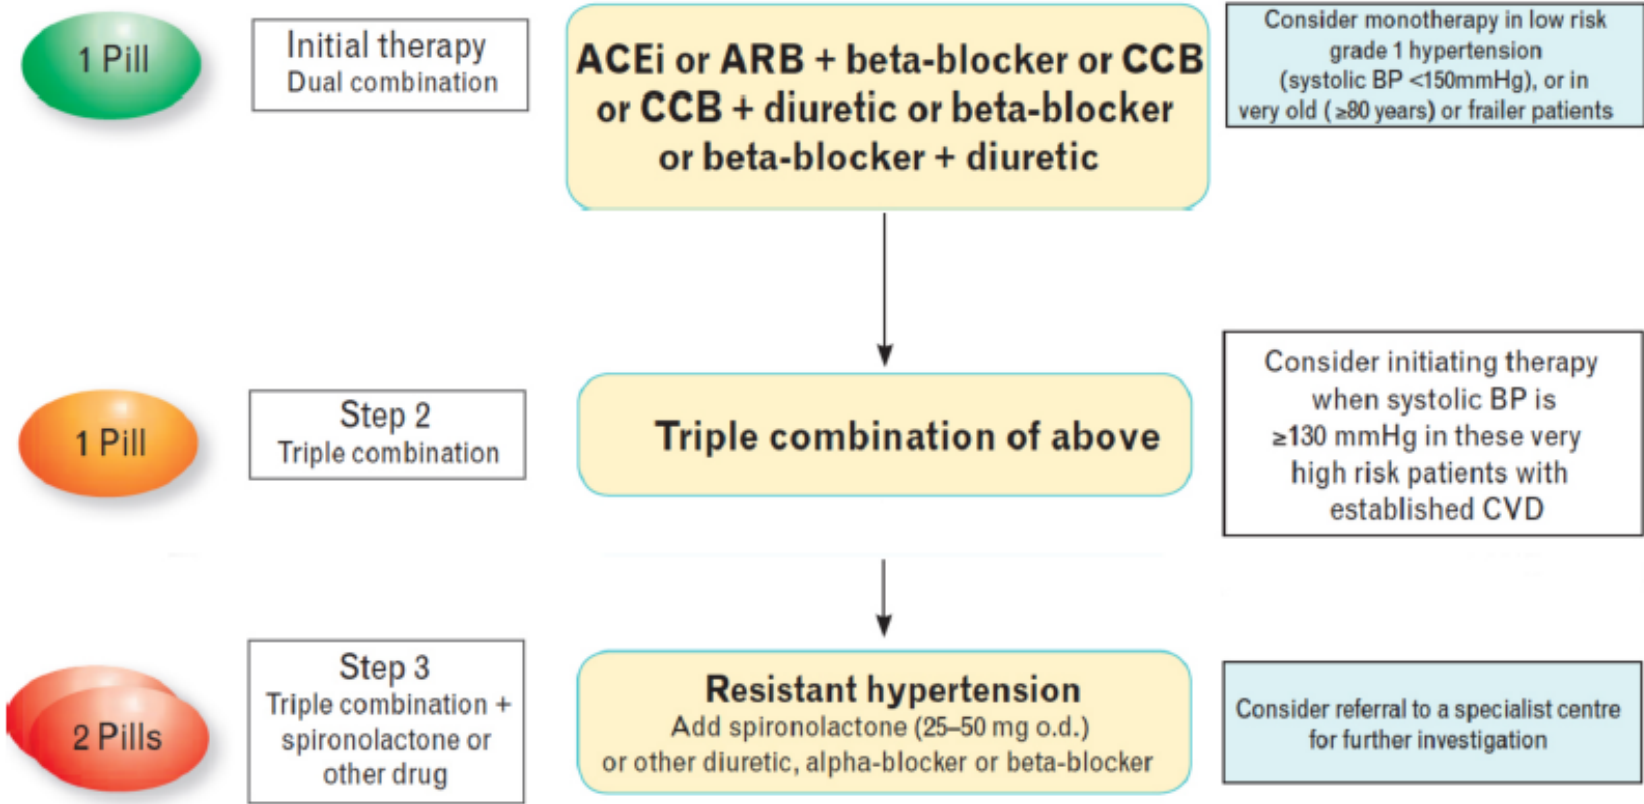 1 Pill
Initial therapy
Dual combination
ACEi or ARB + beta-blocker or CCB
or CCB + diuretic or beta-blocker
or beta-blocker + diuretic
Consider monotherapy in low risk
grade 1 hypertension
(systolic BP <150mmHg), or in
very old (≥80 years) or frailer patients
1 Pill
Step 2
Triple combination
Triple combination of above
Consider initiating therapy
when systolic BP is
≥130 mmHg in these very
high risk patients with
established CVD
2 Pills
Step 3
Triple combination +
spironolactone or
other drug
Resistant hypertension
Add spironolactone (25–50 mg o.d.)
or other diuretic, alpha-blocker or beta-blocker
Consider referral to a specialist centre
for further investigation